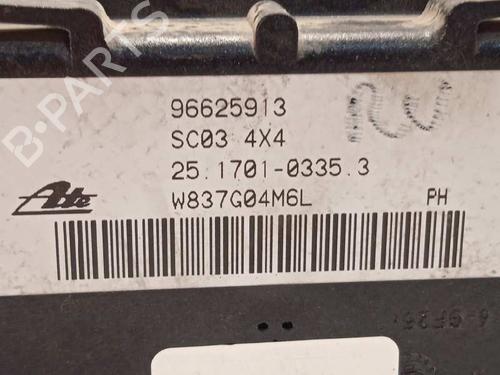 B-PARTS
96625913
SC03 4X4
25.1701-0335.3
Ate
W837G04M6L PH